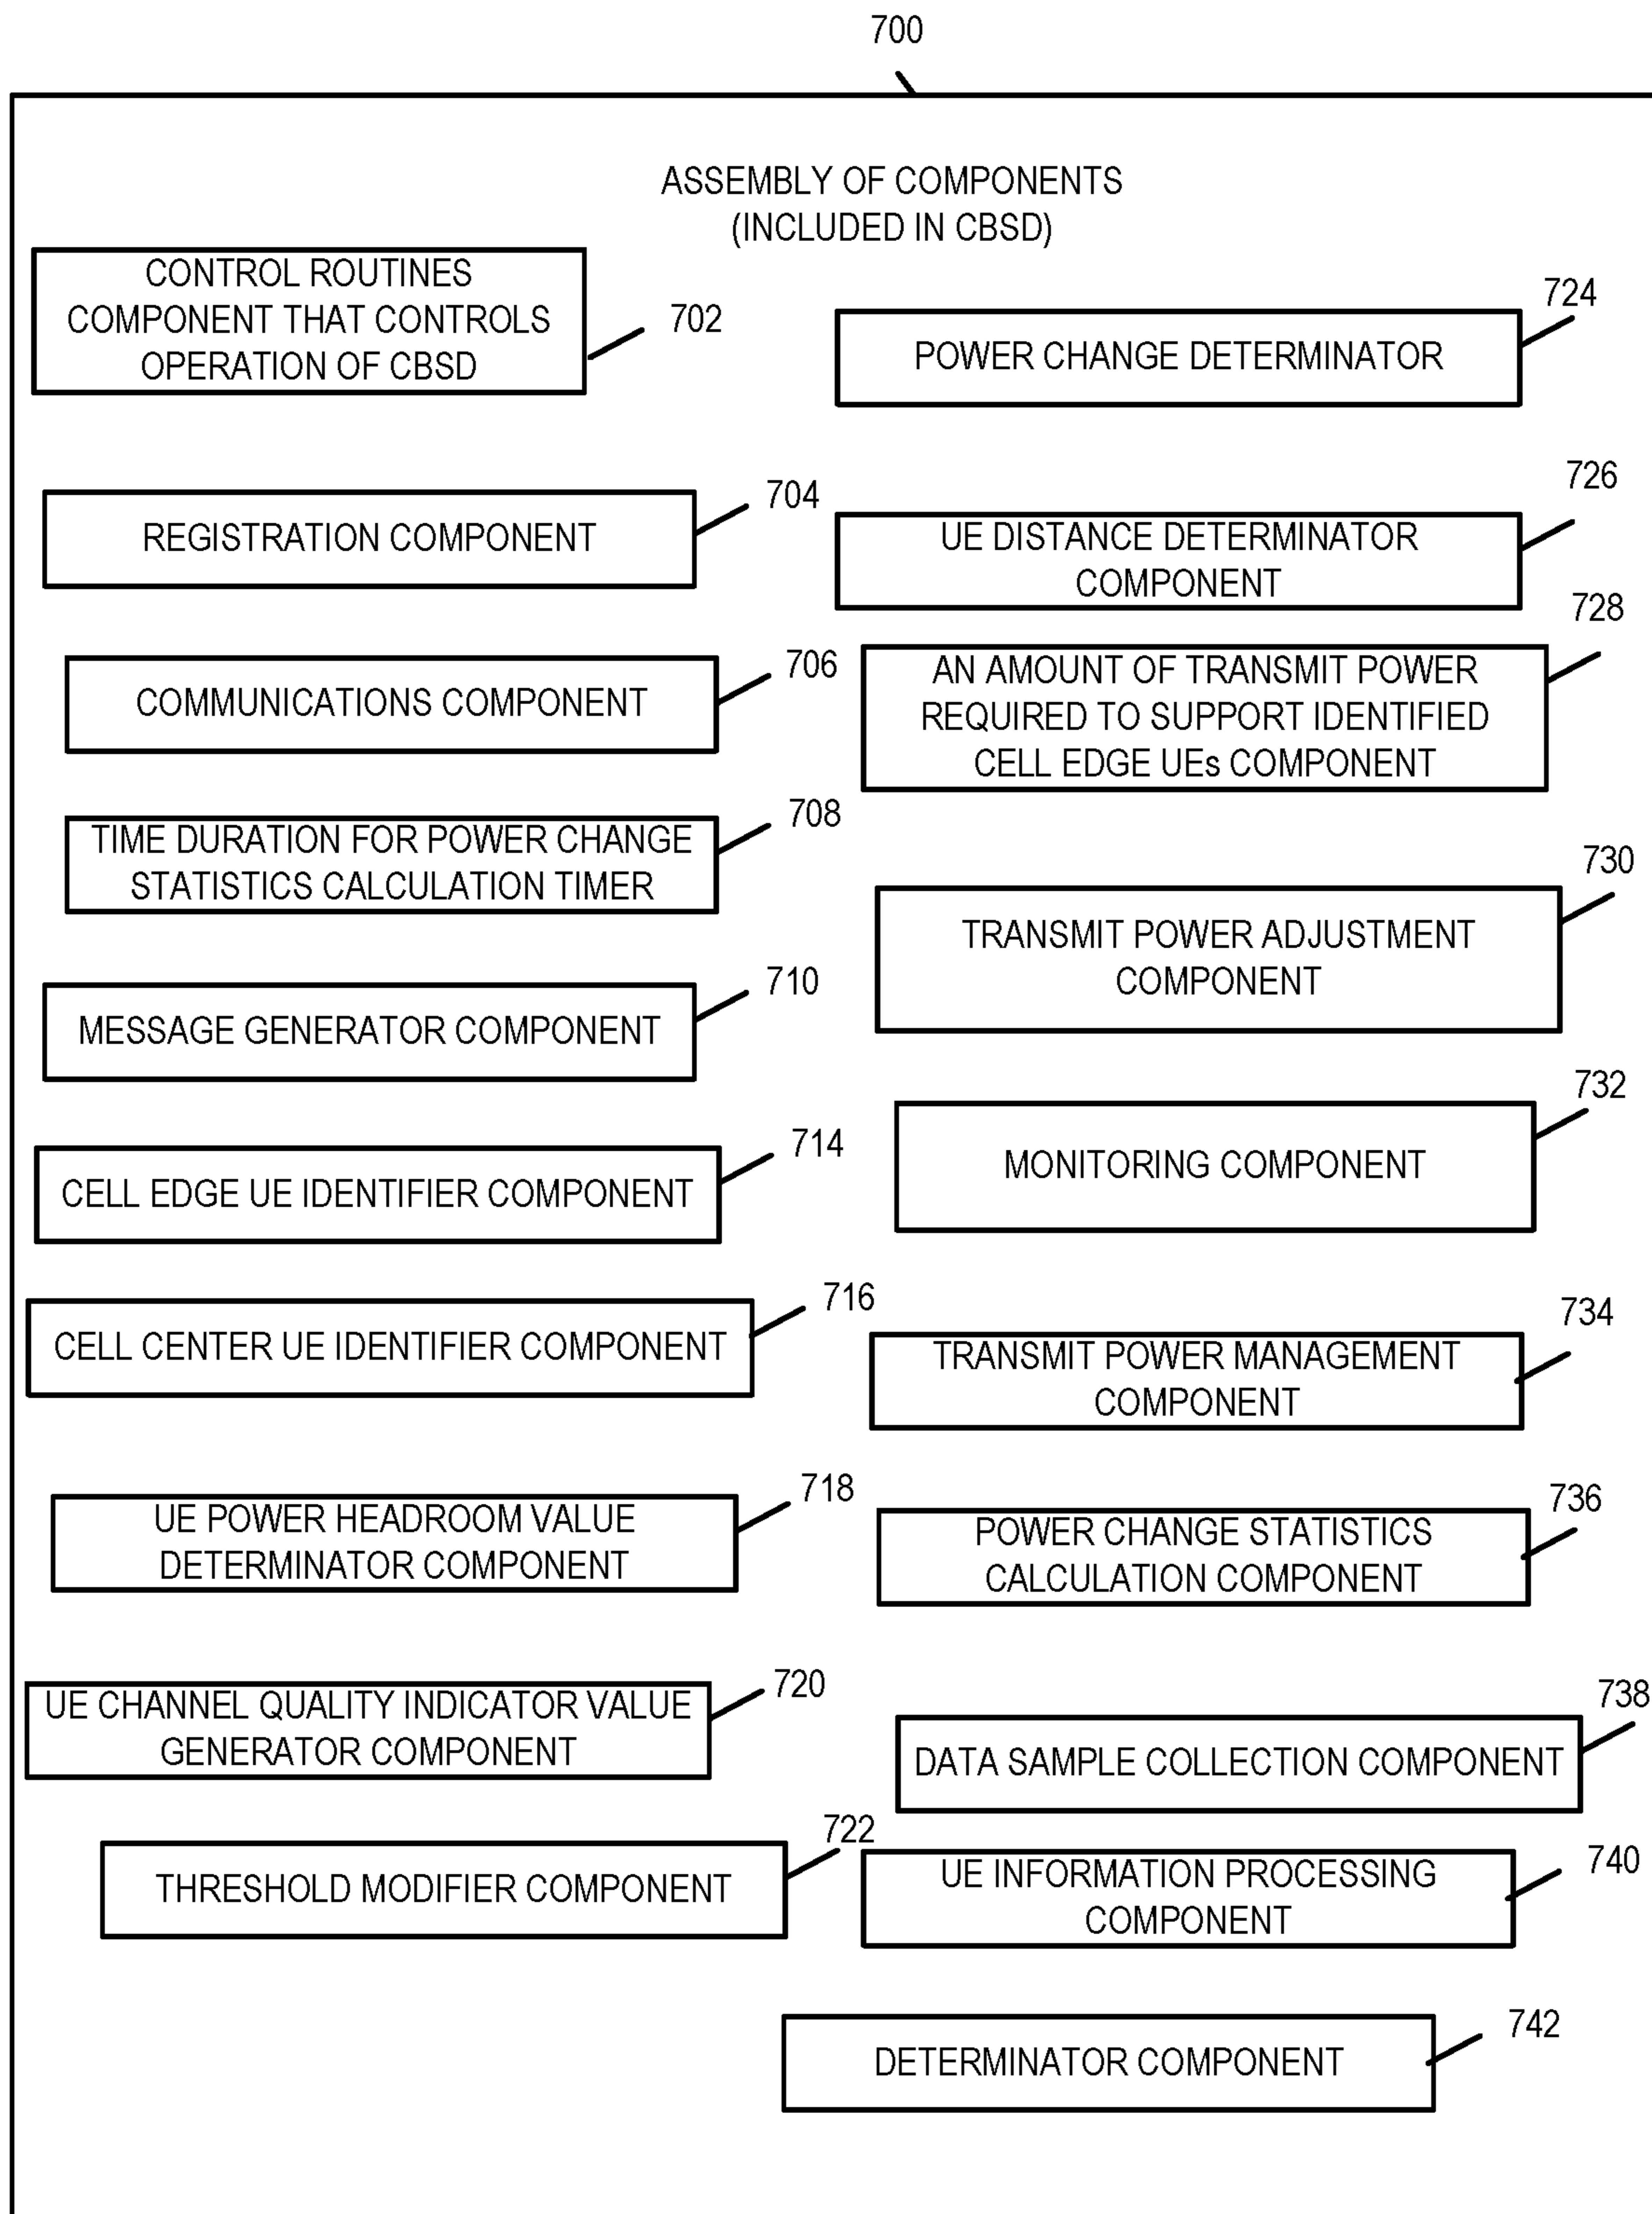 700
ASSEMBLY OF COMPONENTS
(INCLUDED IN CBSD)
CONTROL ROUTINES
COMPONENT THAT CONTROLS
OPERATION OF CBSD
702
REGISTRATION COMPONENT
704
COMMUNICATIONS COMPONENT
706
TIME DURATION FOR POWER CHANGE
STATISTICS CALCULATION TIMER
708
MESSAGE GENERATOR COMPONENT
710
CELL EDGE UE IDENTIFIER COMPONENT
714
CELL CENTER UE IDENTIFIER COMPONENT
716
UE POWER HEADROOM VALUE
DETERMINATOR COMPONENT
718
UE CHANNEL QUALITY INDICATOR VALUE
GENERATOR COMPONENT
720
THRESHOLD MODIFIER COMPONENT
722
POWER CHANGE DETERMINATOR
724
UE DISTANCE DETERMINATOR
COMPONENT
726
AN AMOUNT OF TRANSMIT POWER
REQUIRED TO SUPPORT IDENTIFIED
CELL EDGE UEs COMPONENT
728
TRANSMIT POWER ADJUSTMENT
COMPONENT
730
MONITORING COMPONENT
732
TRANSMIT POWER MANAGEMENT
COMPONENT
734
POWER CHANGE STATISTICS
CALCULATION COMPONENT
736
DATA SAMPLE COLLECTION COMPONENT
738
UE INFORMATION PROCESSING
COMPONENT
740
DETERMINATOR COMPONENT
742